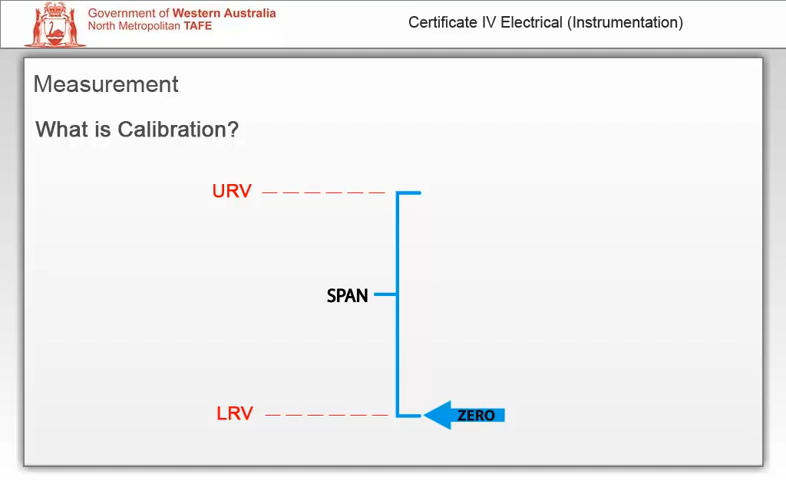 Government of Western Australia
North Metropolitan TAFE
Certificate IV Electrical (Instrumentation)
Measurement
What is Calibration?
URV
SPAN
LRV
ZERO